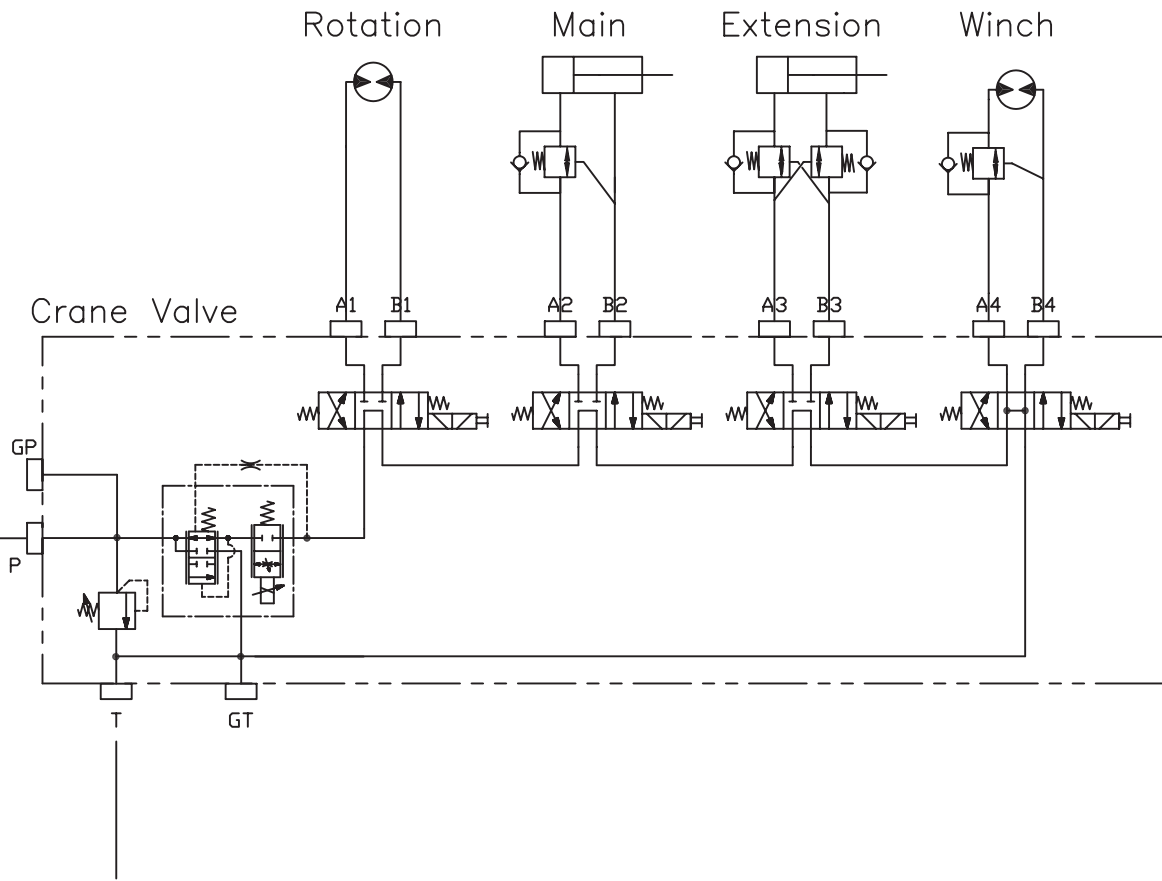 Rotation Main Extension Winch
Crane Valve A1 B1 A2 B2 A3 B3 A4 B4
GP
P
T GT